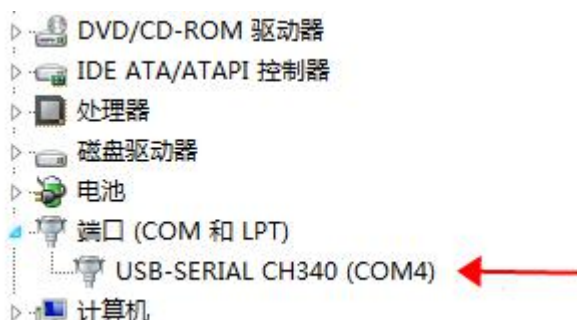 DVD/CD-ROM 驱动器
IDE ATA/ATAPI 控制器
处理器
磁盘驱动器
电池
端口 (COM 和 LPT)
USB-SERIAL CH340 (COM4)
计算机